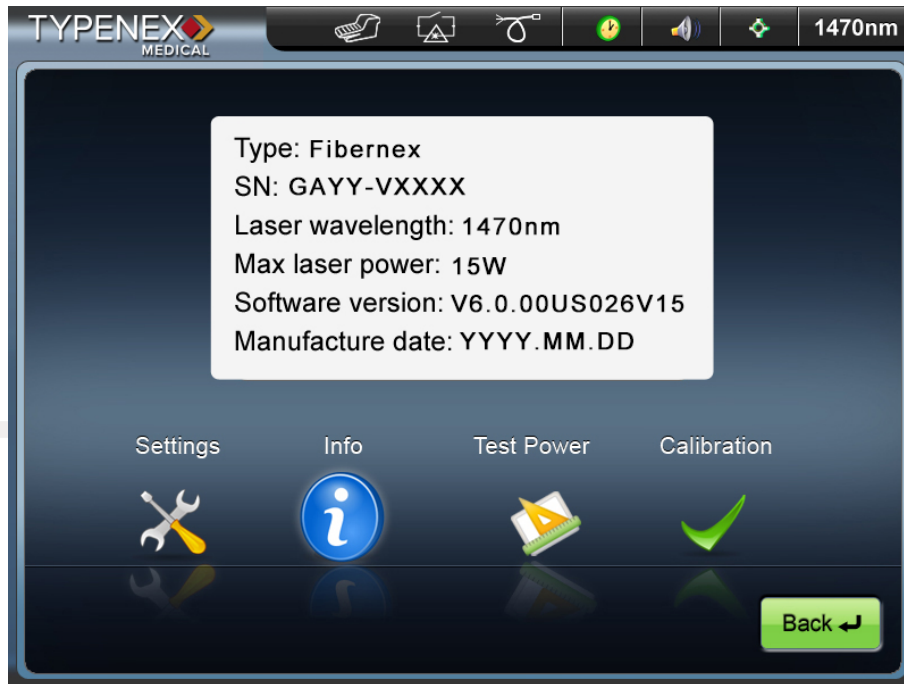 TYPENEX
MEDICAL
1470nm
Type: Fibernex
SN: GAYY-VXXXX
Laser wavelength: 1470nm
Max laser power: 15W
Software version: V6.0.00US026V15
Manufacture date: YYYY.MM.DD
Settings Info Test Power Calibration
Back